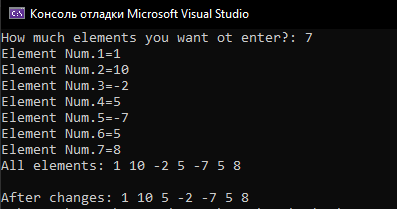 Консоль отладки Microsoft Visual Studio
How much elements you want ot enter?: 7
Element Num.1=1
Element Num.2=10
Element Num.3=-2
Element Num.4=5
Element Num.5=-7
Element Num.6=5
Element Num.7=8
All elements: 1 10 -2 5 -7 5 8
After changes: 1 10 5 -2 -7 5 8